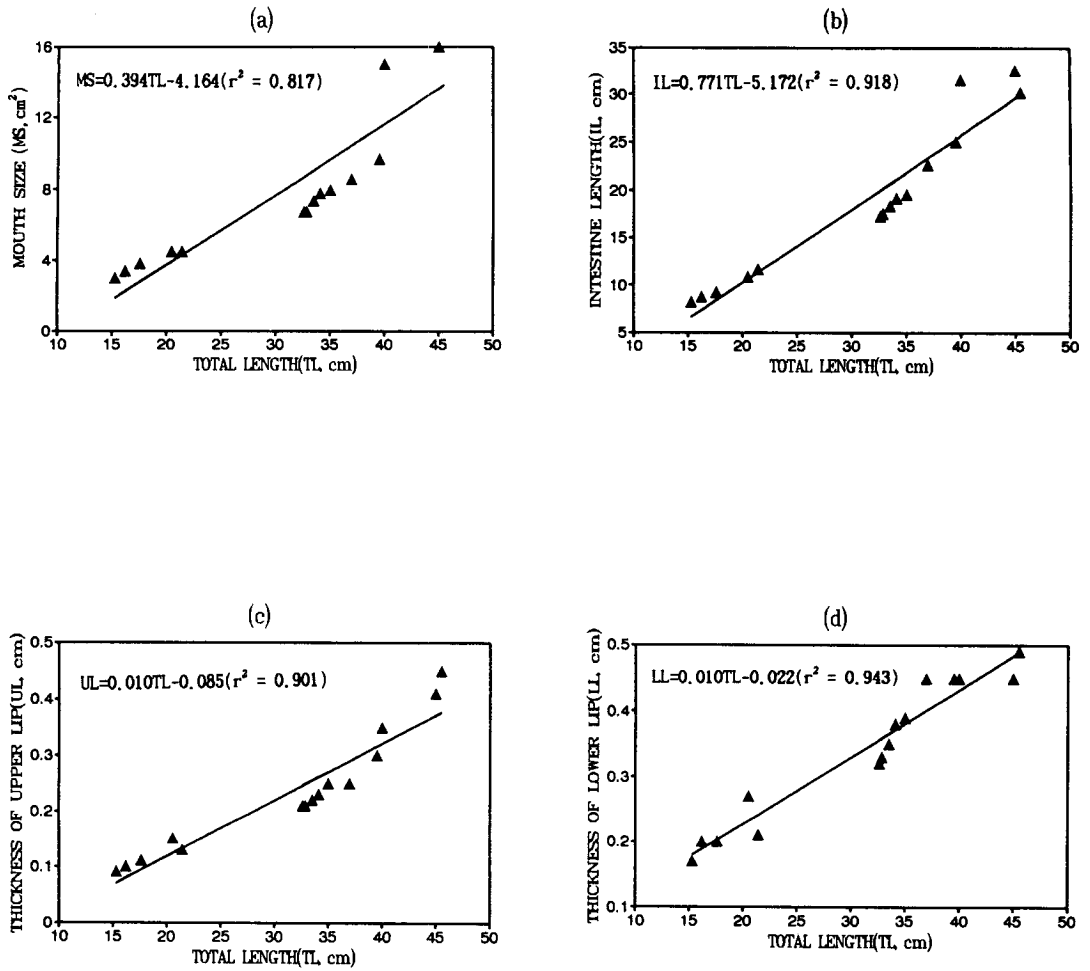 (a)
MOUTH SIZE (MS, cm²)
16
12
8
4
0
MS=0.394TL-4.164(r² = 0.817)
10 15 20 25 30 35 40 45 50
TOTAL LENGTH(TL, cm)
(b)
INTESTINE LENGTH(IL, cm)
35
30
25
20
15
10
5
IL=0.771TL-5.172(r² = 0.918)
10 15 20 25 30 35 40 45 50
TOTAL LENGTH(TL, cm)
(c)
THICKNESS OF UPPER LIP(UL, cm)
0.5
0.4
0.3
0.2
0.1
0
UL=0.010TL-0.085(r² = 0.901)
10 15 20 25 30 35 40 45 50
TOTAL LENGTH(TL, cm)
(d)
THICKNESS OF LOWER LIP(LL, cm)
0.5
0.4
0.3
0.2
0.1
LL=0.010TL-0.022(r² = 0.943)
10 15 20 25 30 35 40 45 50
TOTAL LENGTH(TL, cm)